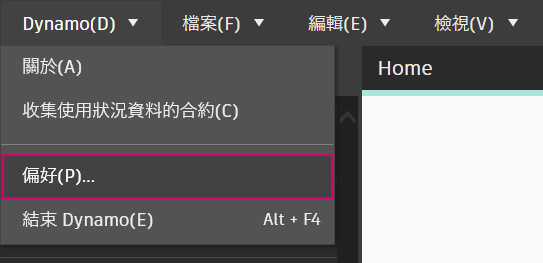 Dynamo(D) 檔案(F) 編輯(E) 檢視(V)
Home
關於(A)
收集使用狀況資料的合約(C)
偏好(P)...
結束 Dynamo(E) Alt + F4